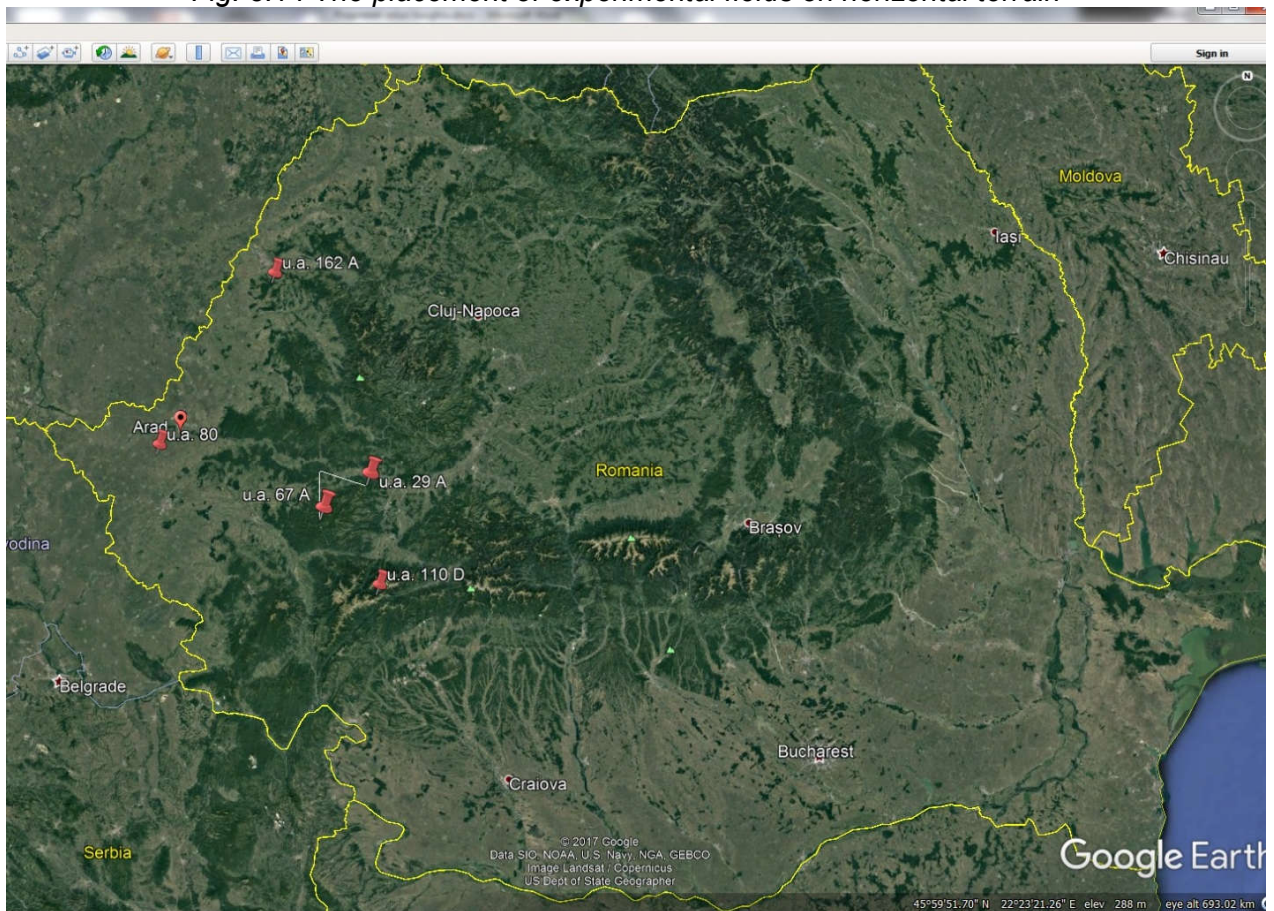 Sign in
N
Moldova
Iasi
Chisinau
u.a. 162 A
Cluj-Napoca
Arad
u.a. 80
Romania
u.a. 29 A
u.a. 67 A
Brașov
vodina
u.a. 110 D
Belgrade
Bucharest
Craiova
Serbia
© 2017 Google
Data SIO, NOAA, U.S. Navy, NGA, GEBCO
Image Landsat / Copernicus
US Dept of State Geographer
Google Earth
45°59'51.70" N 22°23'21.26" E elev 288 m eye alt 693.02 km